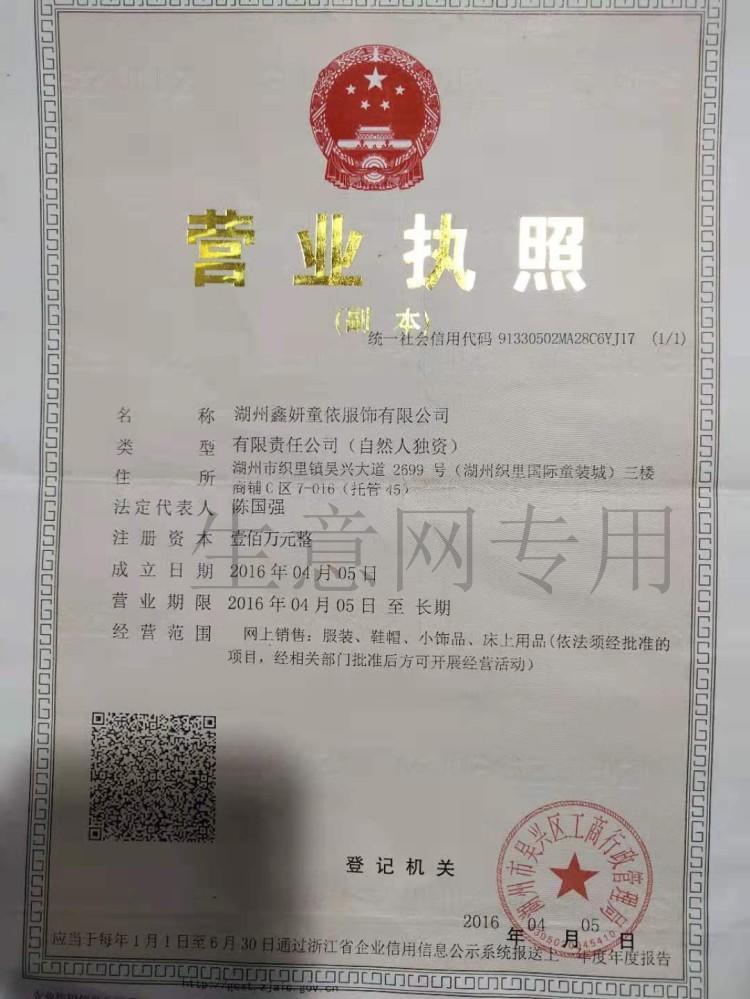 营业执照
(副本)
统一社会信用代码 91330502MA28C6YJ17 (1/1)
名称 湖州鑫妍童依服饰有限公司
类型 有限责任公司（自然人独资）
住所 湖州市织里镇吴兴大道 2699 号（湖州织里国际童装城）三楼
商铺 C 区 7-016（托管 45）
法定代表人 陈国强
注册资本 壹佰万元整
成立日期 2016 年 04 月 05 日
营业期限 2016 年 04 月 05 日 至 长期
经营范围 网上销售：服装、鞋帽、小饰品、床上用品(依法须经批准的
项目，经相关部门批准后方可开展经营活动）
生意网专用
登记机关
湖州市吴兴区工商行政管理局
2016 年 04 月 05 日
应当于每年 1 月 1 日至 6 月 30 日通过浙江省企业信用信息公示系统报送上一年度年度报告